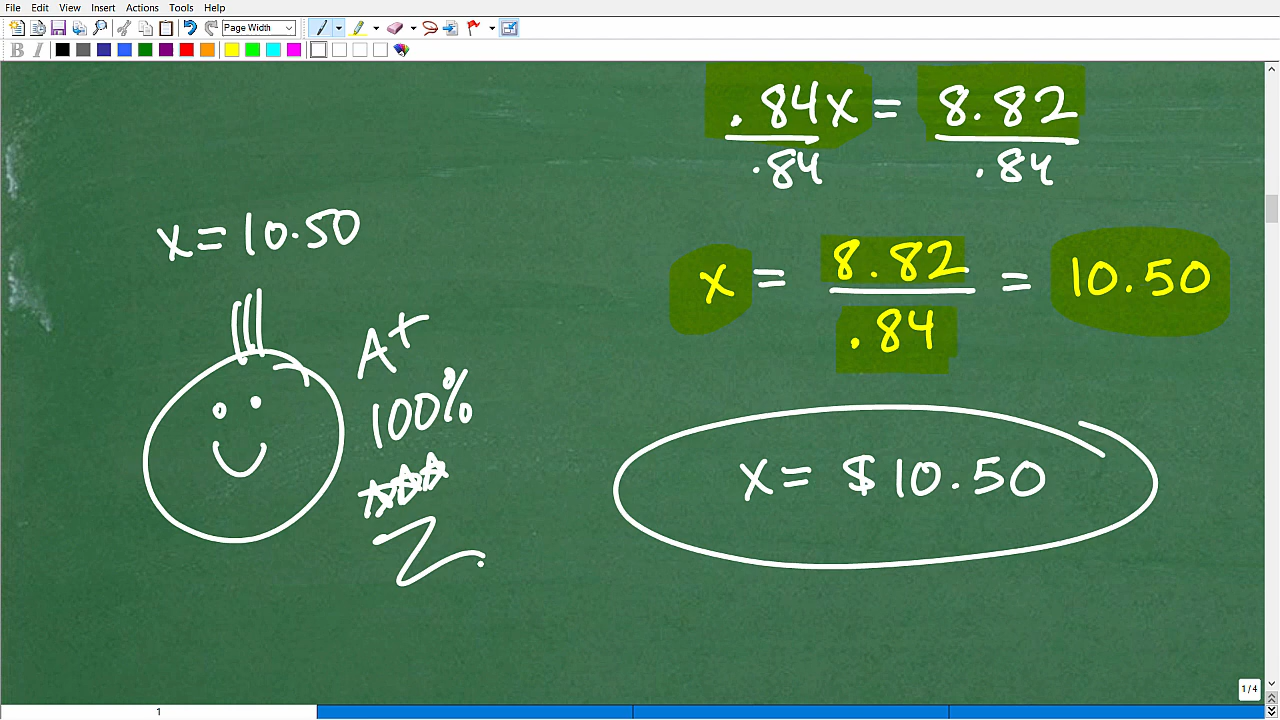 File Edit View Insert Actions Tools Help
Page Width
B I
.84x = 8.82
.84 .84
x = 10.50
x = 8.82 / .84 = 10.50
A+
100%
x = $10.50
1/4
1